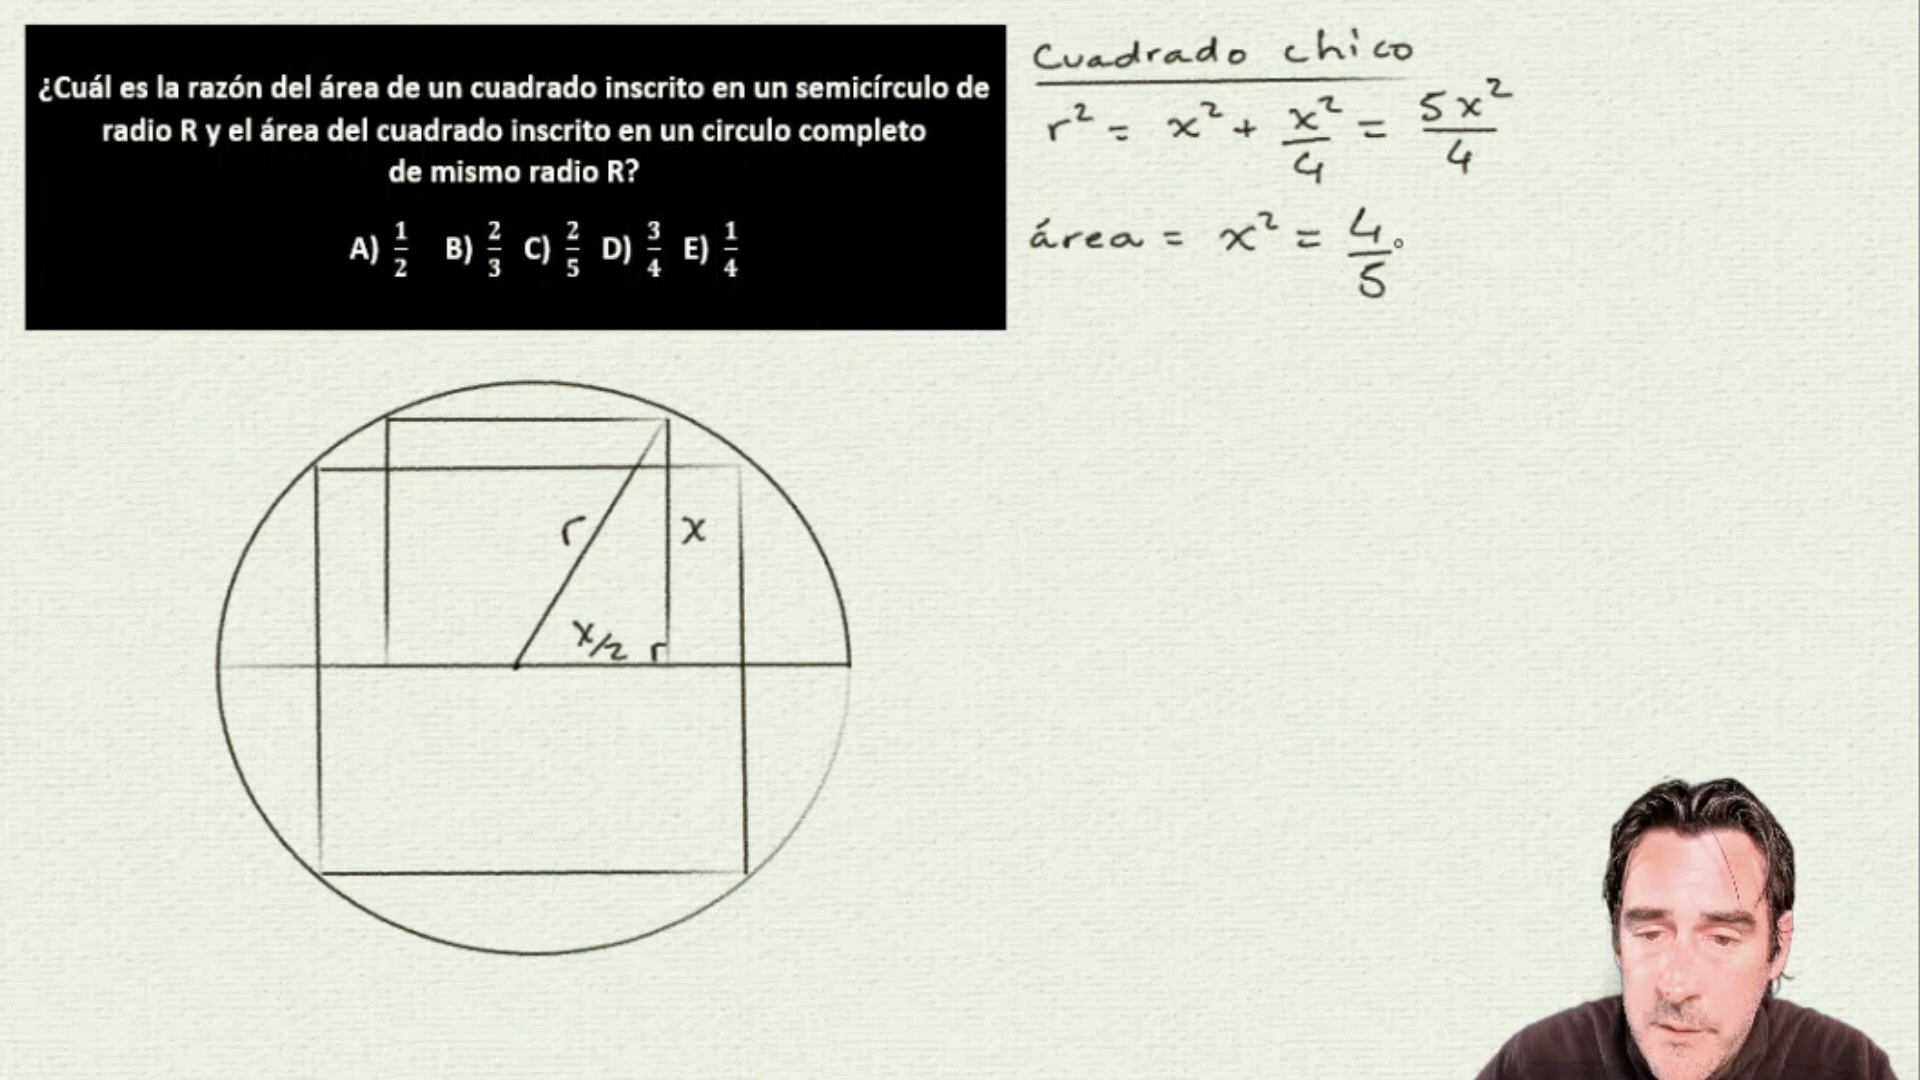 ¿Cuál es la razón del área de un cuadrado inscrito en un semicírculo de
radio R y el área del cuadrado inscrito en un circulo completo
de mismo radio R?
A) 1/2 B) 2/3 C) 2/5 D) 3/4 E) 1/4
Cuadrado chico
r² = x² + x²/4 = 5x²/4
área = x² = 4/5
r
x
x/2